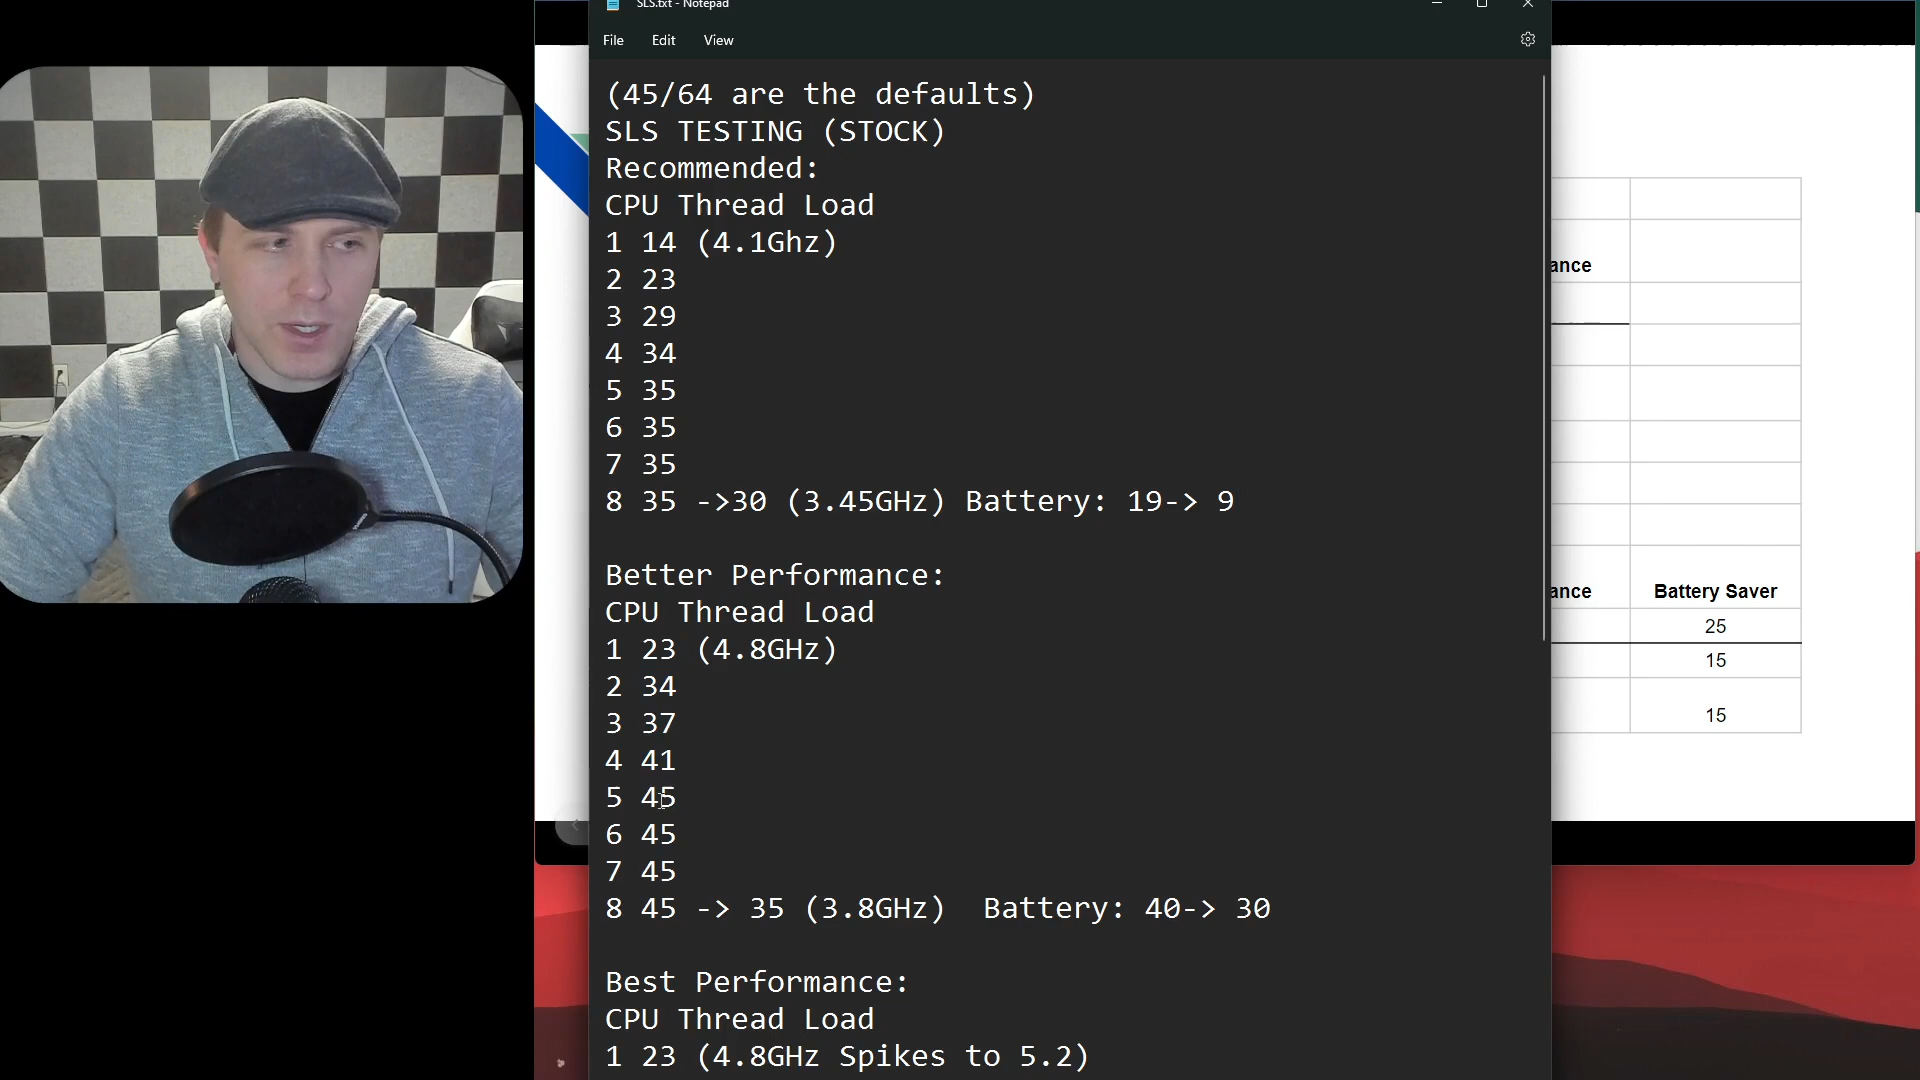 SLS.txt - Notepad
File Edit View
(45/64 are the defaults)
SLS TESTING (STOCK)
Recommended:
CPU Thread Load
1 14 (4.1Ghz)
2 23
3 29
4 34
5 35
6 35
7 35
8 35 ->30 (3.45GHz) Battery: 19-> 9
Better Performance:
CPU Thread Load
1 23 (4.8GHz)
2 34
3 37
4 41
5 45
6 45
7 45
8 45 -> 35 (3.8GHz)  Battery: 40-> 30
Best Performance:
CPU Thread Load
1 23 (4.8GHz Spikes to 5.2)
ance
ance Battery Saver
25
15
15